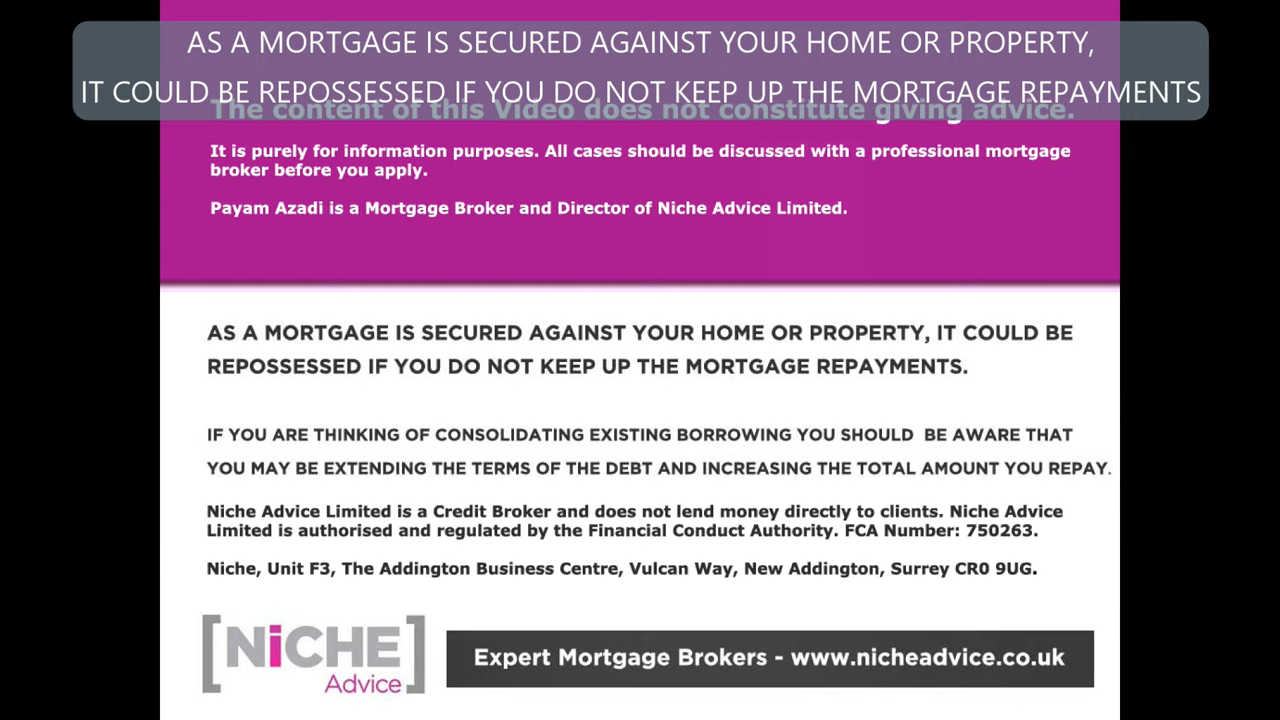 AS A MORTGAGE IS SECURED AGAINST YOUR HOME OR PROPERTY,
IT COULD BE REPOSSESSED IF YOU DO NOT KEEP UP THE MORTGAGE REPAYMENTS
The content of this Video does not constitute giving advice.
It is purely for information purposes. All cases should be discussed with a professional mortgage
broker before you apply.
Payam Azadi is a Mortgage Broker and Director of Niche Advice Limited.
AS A MORTGAGE IS SECURED AGAINST YOUR HOME OR PROPERTY, IT COULD BE
REPOSSESSED IF YOU DO NOT KEEP UP THE MORTGAGE REPAYMENTS.
IF YOU ARE THINKING OF CONSOLIDATING EXISTING BORROWING YOU SHOULD BE AWARE THAT
YOU MAY BE EXTENDING THE TERMS OF THE DEBT AND INCREASING THE TOTAL AMOUNT YOU REPAY.
Niche Advice Limited is a Credit Broker and does not lend money directly to clients. Niche Advice
Limited is authorised and regulated by the Financial Conduct Authority. FCA Number: 750263.
Niche, Unit F3, The Addington Business Centre, Vulcan Way, New Addington, Surrey CR0 9UG.
[NiCHE
Advice]
Expert Mortgage Brokers - www.nicheadvice.co.uk